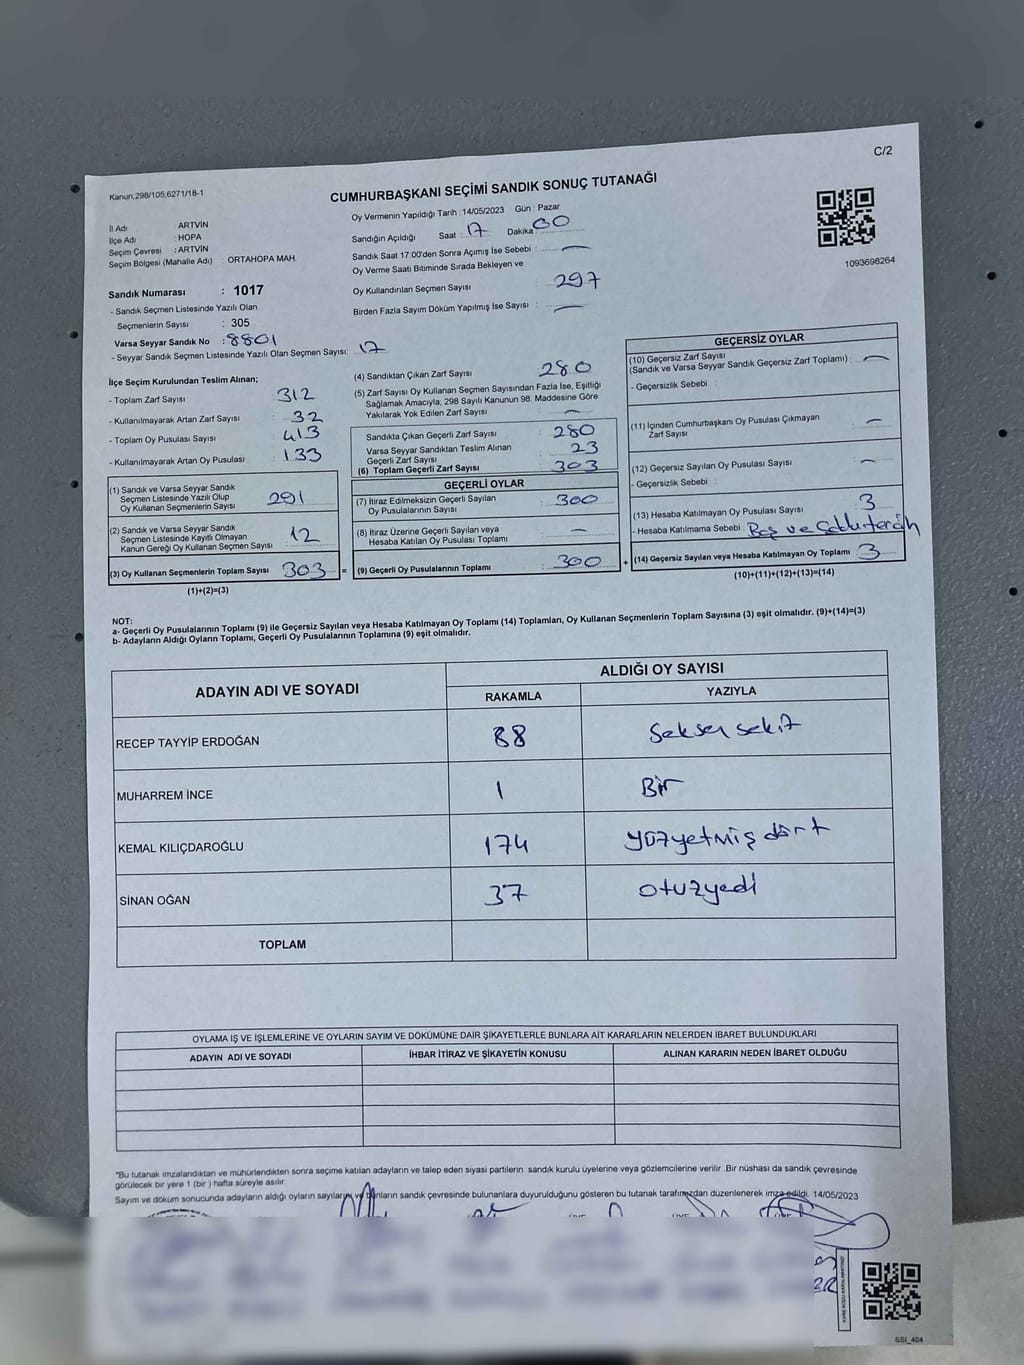 C/2
Kanun,298/105;6271/18-1
CUMHURBAŞKANI SEÇİMİ SANDIK SONUÇ TUTANAĞI
İl Adı ARTVİN
İlçe Adı : HOPA
Seçim Çevresi : ARTVİN
Seçim Bölgesi (Mahalle Adı) : ORTAHOPA MAH.
Sandık Numarası : 1017
- Sandık Seçmen Listesinde Yazılı Olan
Seçmenlerin Sayısı : 305
Varsa Seyyar Sandık No : 8801
- Seyyar Sandık Seçmen Listesinde Yazılı Olan Seçmen Sayısı: 17
Oy Vermenin Yapıldığı Tarih : 14/05/2023 Gün : Pazar
Sandığın Açıldığı Saat : 17 Dakika : 00
Sandık Saat 17.00'den Sonra Açımış İse Sebebi : —
Oy Verme Saati Bitiminde Sırada Bekleyen ve
Oy Kullandırılan Seçmen Sayısı : 297
Birden Fazla Sayım Döküm Yapılmış İse Sayısı : —
1093698264
İlçe Seçim Kurulundan Teslim Alınan;
- Toplam Zarf Sayısı : 312
- Kullanılmayarak Artan Zarf Sayısı : 32
- Toplam Oy Pusulası Sayısı : 413
- Kullanılmayarak Artan Oy Pusulası : 133
(1) Sandık ve Varsa Seyyar Sandık
Seçmen Listesinde Yazılı Olup
Oy Kullanan Seçmenlerin Sayısı : 291
(2) Sandık ve Varsa Seyyar Sandık
Seçmen Listesinde Kayıtlı Olmayan
Kanun Gereği Oy Kullanan Seçmen Sayısı : 12
(3) Oy Kullanan Seçmenlerin Toplam Sayısı : 303 =
(1)+(2)=(3)
(4) Sandıktan Çıkan Zarf Sayısı : 280
(5) Zarf Sayısı Oy Kullanan Seçmen Sayısından Fazla İse, Eşitliği
Sağlamak Amacıyla, 298 Sayılı Kanunun 98. Maddesine Göre
Yakılarak Yok Edilen Zarf Sayısı : —
Sandıkta Çıkan Geçerli Zarf Sayısı : 280
Varsa Seyyar Sandıktan Teslim Alınan
Geçerli Zarf Sayısı : 23
(6) Toplam Geçerli Zarf Sayısı : 303
GEÇERLİ OYLAR
(7) İtiraz Edilmeksizin Geçerli Sayılan
Oy Pusulalarının Sayısı : 300
(8) İtiraz Üzerine Geçerli Sayılan veya
Hesaba Katılan Oy Pusulası Toplamı : —
(9) Geçerli Oy Pusulalarının Toplamı : 300 +
GEÇERSİZ OYLAR
(10) Geçersiz Zarf Sayısı
(Sandık ve Varsa Seyyar Sandık Geçersiz Zarf Toplamı) : —
- Geçersizlik Sebebi :
(11) İçinden Cumhurbaşkanı Oy Pusulası Çıkmayan
Zarf Sayısı : —
(12) Geçersiz Sayılan Oy Pusulası Sayısı : —
- Geçersizlik Sebebi :
(13) Hesaba Katılmayan Oy Pusulası Sayısı : 3
- Hesaba Katılmama Sebebi : Boş ve
(14) Geçersiz Sayılan veya Hesaba Katılmayan Oy Toplamı : 3
(10)+(11)+(12)+(13)=(14)
NOT:
a- Geçerli Oy Pusulalarının Toplamı (9) ile Geçersiz Sayılan veya Hesaba Katılmayan Oy Toplamı (14) Toplamları, Oy Kullanan Seçmenlerin Toplam Sayısına (3) eşit olmalıdır. (9)+(14)=(3)
b- Adayların Aldığı Oyların Toplamı, Geçerli Oy Pusulalarının Toplamına (9) eşit olmalıdır.
ADAYIN ADI VE SOYADI ALDIĞI OY SAYISI
RAKAMLA YAZIYLA
RECEP TAYYİP ERDOĞAN 88 Seksensekiz
MUHARREM İNCE 1 Bir
KEMAL KILIÇDAROĞLU 174 yüzyetmişdört
SİNAN OĞAN 37 otuzyedi
TOPLAM
OYLAMA İŞ VE İŞLEMLERİNE VE OYLARIN SAYIM VE DÖKÜMÜNE DAİR ŞİKAYETLERLE BUNLARA AİT KARARLARIN NELERDEN İBARET BULUNDUKLARI
ADAYIN ADI VE SOYADI İHBAR İTİRAZ VE ŞİKAYETİN KONUSU ALINAN KARARIN NEDEN İBARET OLDUĞU
*Bu tutanak imzalandıktan ve mühürlendikten sonra seçime katılan adayların ve talep eden siyasi partilerin sandık kurulu üyelerine veya gözlemcilerine verilir .Bir nüshası da sandık çevresinde
görülecek bir yere 1 (bir ) hafta süreyle asılır.
Sayım ve döküm sonucunda adayların aldığı oyların sayılarını ve bunların sandık çevresinde bulunanlara duyurulduğunu gösteren bu tutanak tarafımızdan düzenlenerek imza edildi. 14/05/2023
SSI_404